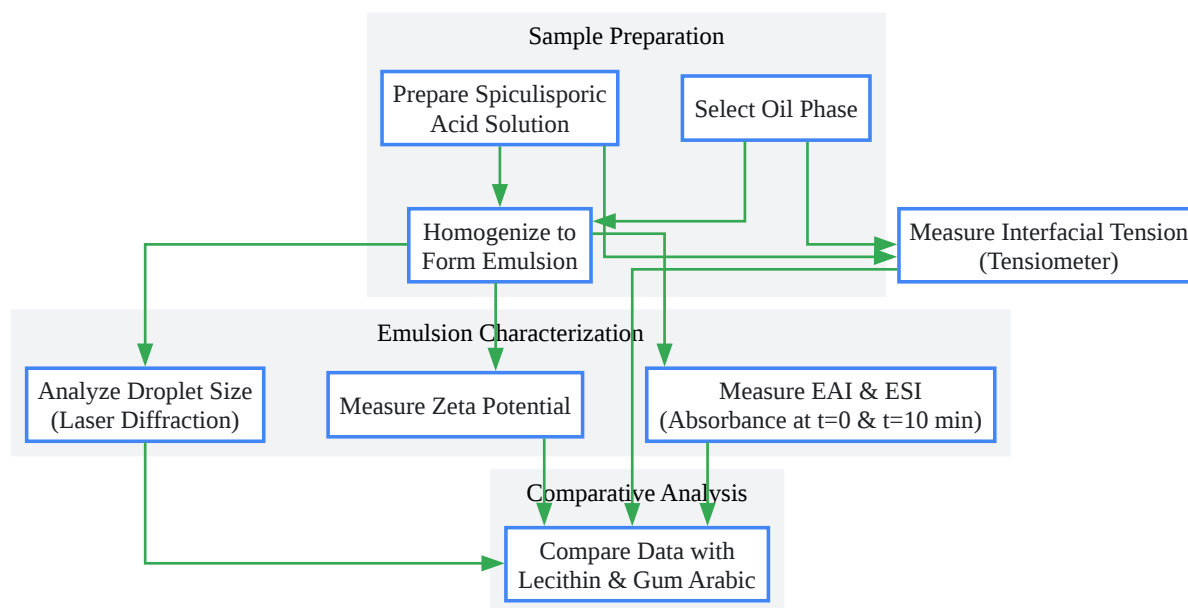 Sample Preparation
Prepare Spiculisporic
Acid Solution
Select Oil Phase
Homogenize to
Form Emulsion
Measure Interfacial Tension
(Tensiometer)
Emulsion Characterization
Analyze Droplet Size
(Laser Diffraction)
Measure Zeta Potential
Measure EAI & ESI
(Absorbance at t=0 & t=10 min)
Comparative Analysis
Compare Data with
Lecithin & Gum Arabic